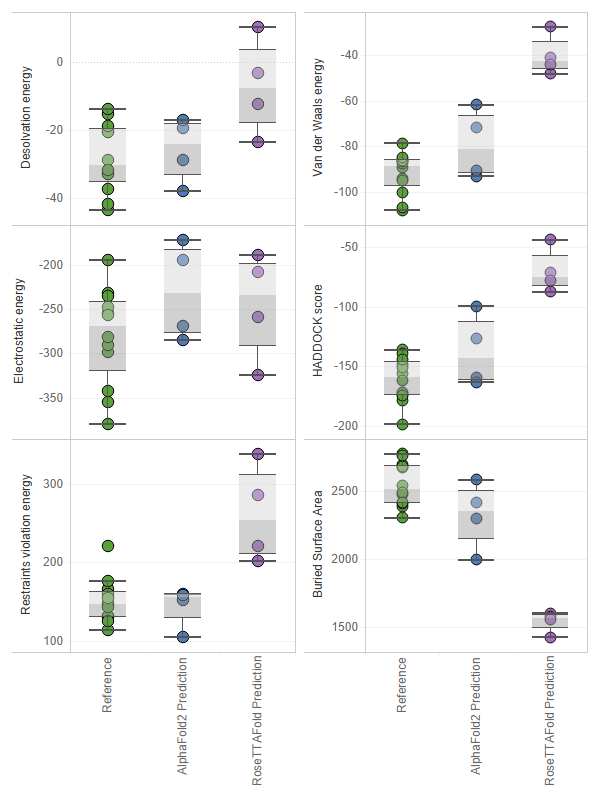 Desolvation energy
0
-20
-40
Van der Waals energy
-40
-60
-80
-100
Electrostatic energy
-200
-250
-300
-350
HADDOCK score
-50
-100
-150
-200
Restraints violation energy
300
200
100
Buried Surface Area
2500
2000
1500
Reference
AlphaFold2 Prediction
RoseTTAFold Prediction
Reference
AlphaFold2 Prediction
RoseTTAFold Prediction